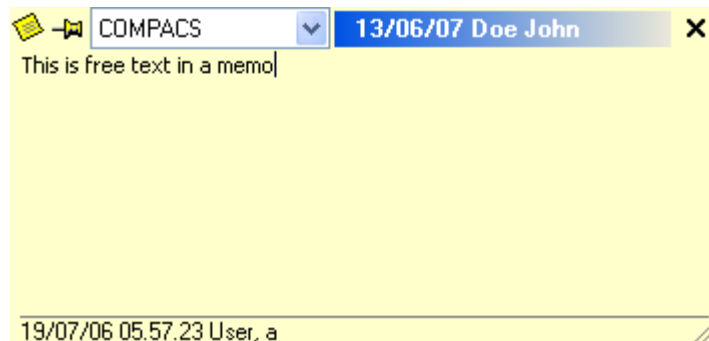 COMPACS
13/06/07 Doe John
This is free text in a memo
19/07/06 05.57.23 User, a